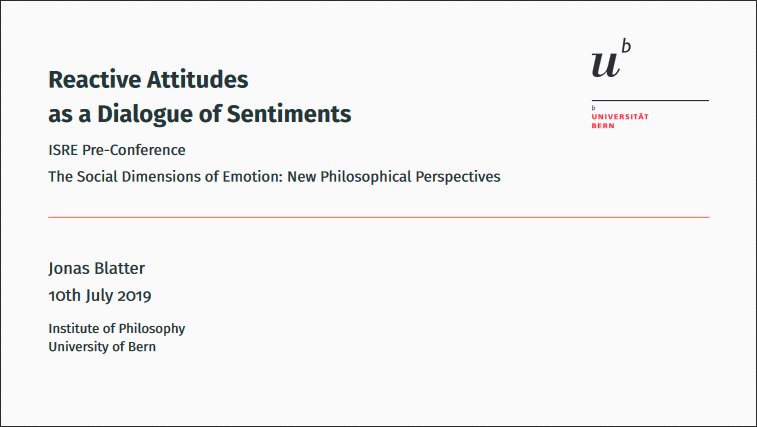 Reactive Attitudes
as a Dialogue of Sentiments
ISRE Pre-Conference
The Social Dimensions of Emotion: New Philosophical Perspectives
u b
b
UNIVERSITÄT
BERN
Jonas Blatter
10th July 2019
Institute of Philosophy
University of Bern